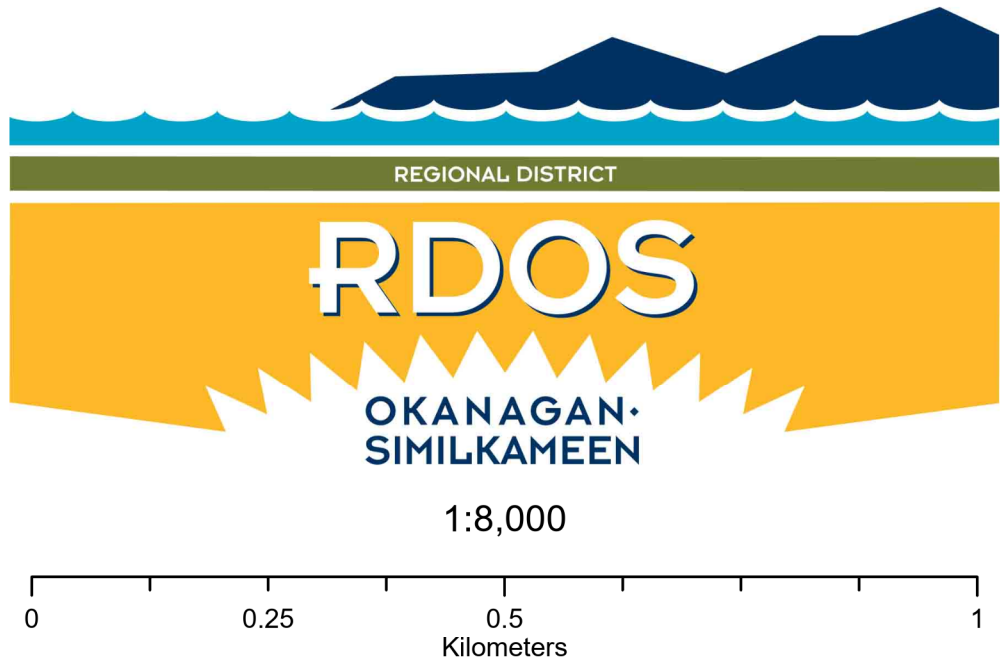 REGIONAL DISTRICT
RDOS
OKANAGAN·
SIMILKAMEEN
1:8,000
0 0.25 0.5 1
Kilometers